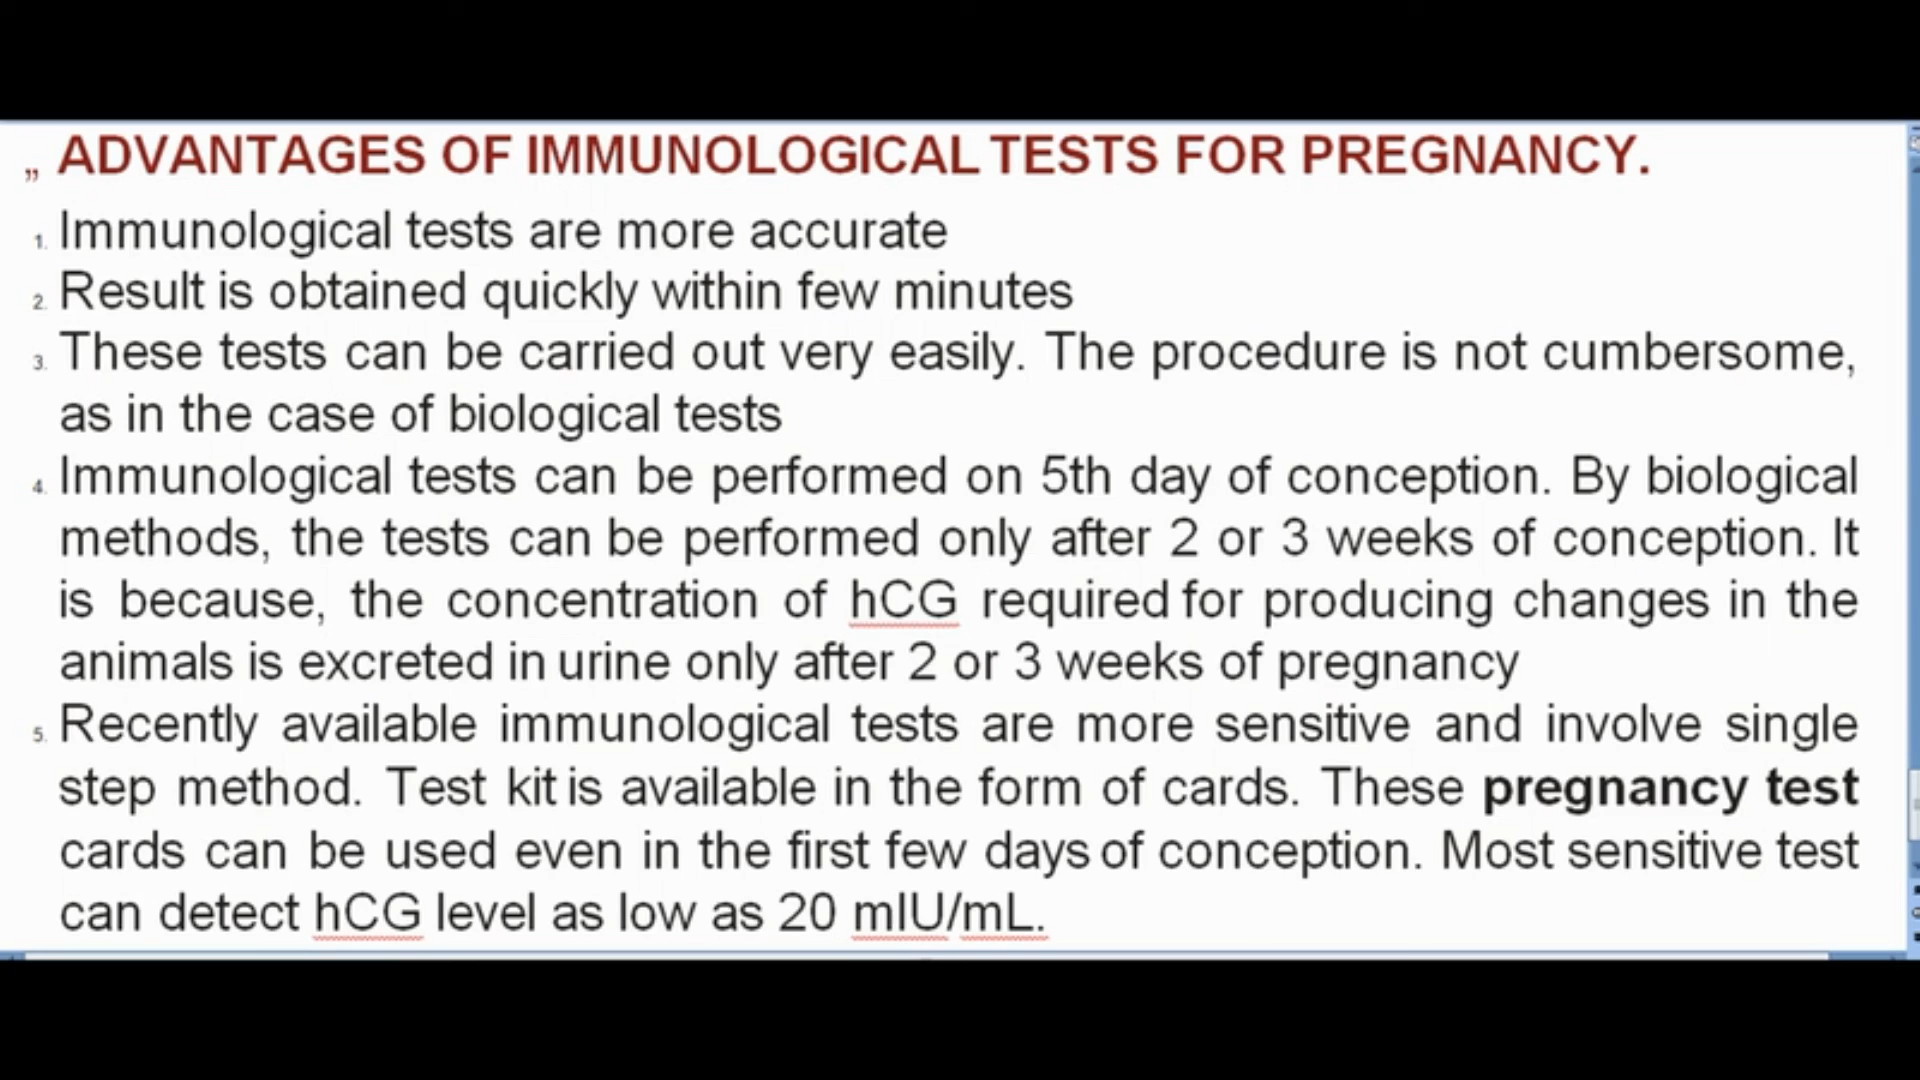 „ ADVANTAGES OF IMMUNOLOGICAL TESTS FOR PREGNANCY.
1. Immunological tests are more accurate
2. Result is obtained quickly within few minutes
3. These tests can be carried out very easily. The procedure is not cumbersome,
as in the case of biological tests
4. Immunological tests can be performed on 5th day of conception. By biological
methods, the tests can be performed only after 2 or 3 weeks of conception. It
is because, the concentration of hCG required for producing changes in the
animals is excreted in urine only after 2 or 3 weeks of pregnancy
5. Recently available immunological tests are more sensitive and involve single
step method. Test kit is available in the form of cards. These pregnancy test
cards can be used even in the first few days of conception. Most sensitive test
can detect hCG level as low as 20 mIU/mL.